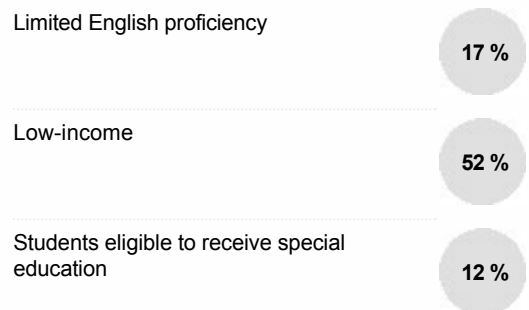 Limited English proficiency
17 %
Low-income
52 %
Students eligible to receive special
education
12 %